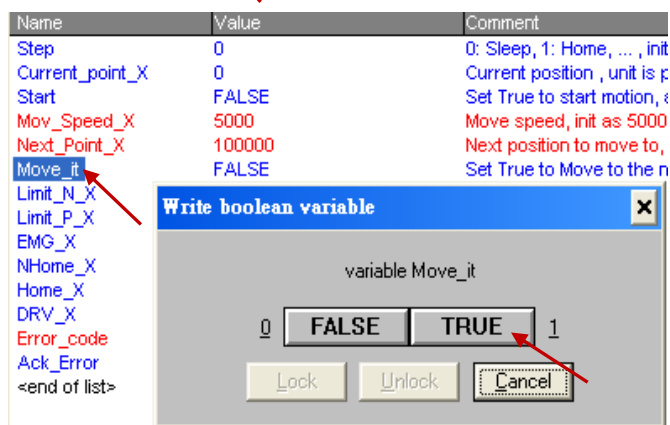 Name Value Comment
Step 0 0: Sleep, 1: Home, ... , init
Current_point_X 0 Current position , unit is p
Start FALSE Set True to start motion, a
Mov_Speed_X 5000 Move speed, init as 5000
Next_Point_X 100000 Next position to move to,
Move_it FALSE Set True to Move to the n
Limit_N_X
Limit_P_X
EMG_X
NHome_X
Home_X
DRV_X
Error_code
Ack_Error
<end of list>
Write boolean variable
variable Move_it
0 FALSE TRUE 1
Lock Unlock Cancel